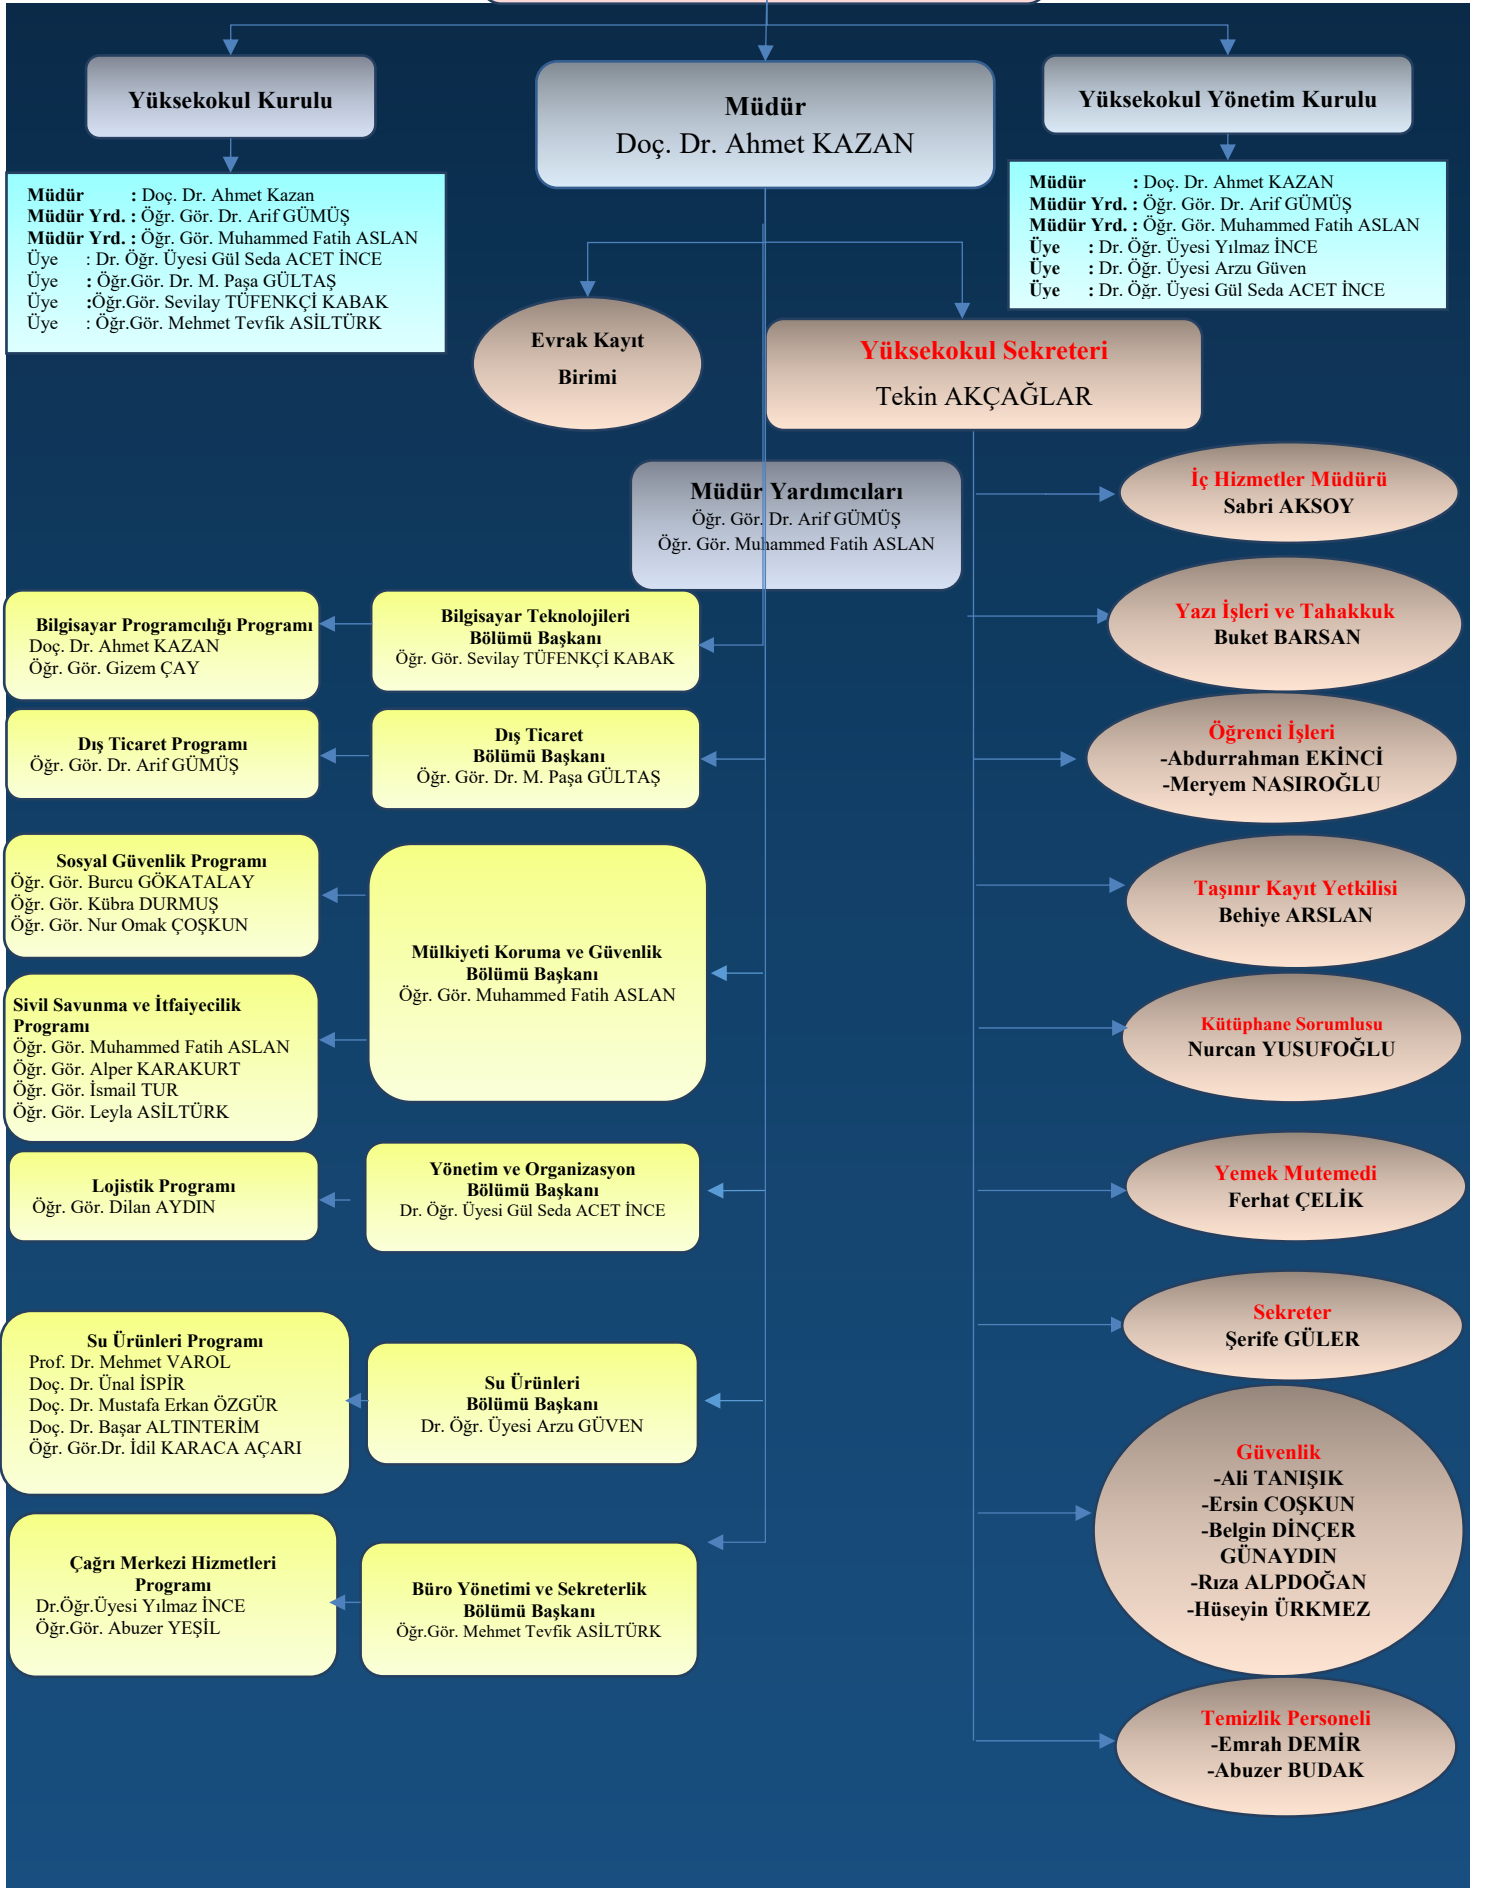 Yüksekokul Kurulu
Müdür
Doç. Dr. Ahmet KAZAN
Yüksekokul Yönetim Kurulu
Müdür : Doç. Dr. Ahmet Kazan
Müdür Yrd. : Öğr. Gör. Dr. Arif GÜMÜŞ
Müdür Yrd. : Öğr. Gör. Muhammed Fatih ASLAN
Üye : Dr. Öğr. Üyesi Gül Seda ACET İNCE
Üye : Öğr.Gör. Dr. M. Paşa GÜLTAŞ
Üye :Öğr.Gör. Sevilay TÜFENKÇİ KABAK
Üye : Öğr.Gör. Mehmet Tevfik ASİLTÜRK
Müdür : Doç. Dr. Ahmet KAZAN
Müdür Yrd. : Öğr. Gör. Dr. Arif GÜMÜŞ
Müdür Yrd. : Öğr. Gör. Muhammed Fatih ASLAN
Üye : Dr. Öğr. Üyesi Yılmaz İNCE
Üye : Dr. Öğr. Üyesi Arzu Güven
Üye : Dr. Öğr. Üyesi Gül Seda ACET İNCE
Evrak Kayıt
Birimi
Yüksekokul Sekreteri
Tekin AKÇAĞLAR
Müdür Yardımcıları
Öğr. Gör. Dr. Arif GÜMÜŞ
Öğr. Gör. Muhammed Fatih ASLAN
İç Hizmetler Müdürü
Sabri AKSOY
Yazı İşleri ve Tahakkuk
Buket BARSAN
Öğrenci İşleri
-Abdurrahman EKİNCİ
-Meryem NASIROĞLU
Taşınır Kayıt Yetkilisi
Behiye ARSLAN
Kütüphane Sorumlusu
Nurcan YUSUFOĞLU
Yemek Mutemedi
Ferhat ÇELİK
Sekreter
Şerife GÜLER
Güvenlik
-Ali TANIŞIK
-Ersin COŞKUN
-Belgin DİNÇER
GÜNAYDIN
-Rıza ALPDOĞAN
-Hüseyin ÜRKMEZ
Temizlik Personeli
-Emrah DEMİR
-Abuzer BUDAK
Bilgisayar Programcılığı Programı
Doç. Dr. Ahmet KAZAN
Öğr. Gör. Gizem ÇAY
Bilgisayar Teknolojileri
Bölümü Başkanı
Öğr. Gör. Sevilay TÜFENKÇİ KABAK
Dış Ticaret Programı
Öğr. Gör. Dr. Arif GÜMÜŞ
Dış Ticaret
Bölümü Başkanı
Öğr. Gör. Dr. M. Paşa GÜLTAŞ
Sosyal Güvenlik Programı
Öğr. Gör. Burcu GÖKATALAY
Öğr. Gör. Kübra DURMUŞ
Öğr. Gör. Nur Omak ÇOŞKUN
Mülkiyeti Koruma ve Güvenlik
Bölümü Başkanı
Öğr. Gör. Muhammed Fatih ASLAN
Sivil Savunma ve İtfaiyecilik
Programı
Öğr. Gör. Muhammed Fatih ASLAN
Öğr. Gör. Alper KARAKURT
Öğr. Gör. İsmail TUR
Öğr. Gör. Leyla ASİLTÜRK
Lojistik Programı
Öğr. Gör. Dilan AYDIN
Yönetim ve Organizasyon
Bölümü Başkanı
Dr. Öğr. Üyesi Gül Seda ACET İNCE
Su Ürünleri Programı
Prof. Dr. Mehmet VAROL
Doç. Dr. Ünal İSPİR
Doç. Dr. Mustafa Erkan ÖZGÜR
Doç. Dr. Başar ALTINTERİM
Öğr. Gör.Dr. İdil KARACA AÇARI
Su Ürünleri
Bölümü Başkanı
Dr. Öğr. Üyesi Arzu GÜVEN
Çağrı Merkezi Hizmetleri
Programı
Dr.Öğr.Üyesi Yılmaz İNCE
Öğr.Gör. Abuzer YEŞİL
Büro Yönetimi ve Sekreterlik
Bölümü Başkanı
Öğr.Gör. Mehmet Tevfik ASİLTÜRK